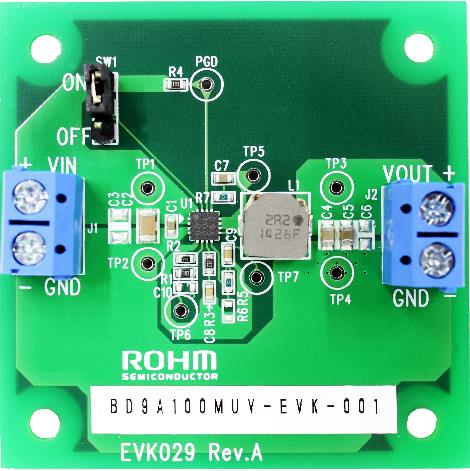 SW1
ON
OFF
R4
PGD
+ VIN
TP1
C7
TP5
TP3
VOUT +
U1
R7
L1
J2
J1
C3
C2
C1
2R2
1426F
C4
C5
C6
TP2
R2
R1
C10
C9
TP7
TP4
- GND
GND -
TP6
C8
R3
R6
R5
ROHM
SEMICONDUCTOR
BD9A100MUV-EVK-001
EVK029 Rev.A